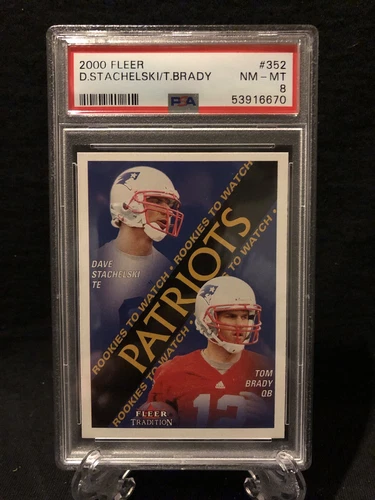 2000 FLEER #352
D.STACHELSKI/T.BRADY NM - MT
8
PSA 53916670
DAVE
STACHELSKI
TE
ROOKIES TO WATCH • ROOKIES TO WATCH
PATRIOTS
ROOKIES TO WATCH • ROOKIES TO WATCH
TOM
BRADY
QB
12
FLEER
TRADITION